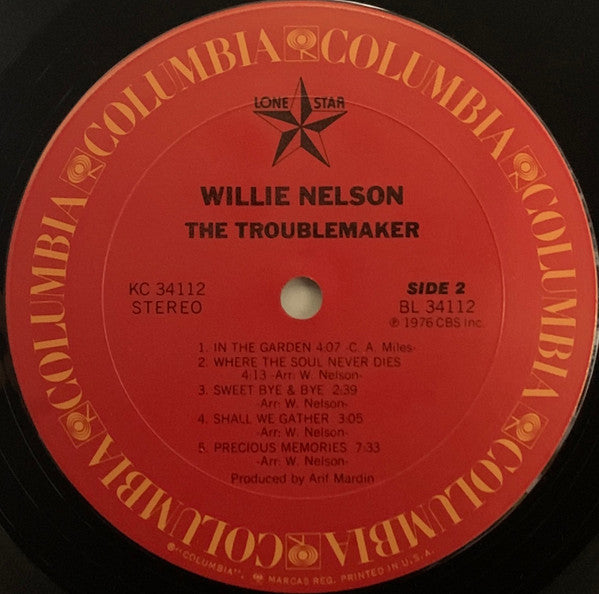 COLUMBIA COLUMBIA COLUMBIA COLUMBIA COLUMBIA COLUMBIA
LONE STAR
WILLIE NELSON
THE TROUBLEMAKER
KC 34112
STEREO
SIDE 2
BL 34112
℗ 1976 CBS Inc.
1. IN THE GARDEN 4:07 -C. A. Miles-
2. WHERE THE SOUL NEVER DIES
4:13 -Arr: W. Nelson-
3. SWEET BYE & BYE 2:39
-Arr: W. Nelson-
4. SHALL WE GATHER 3:05
-Arr: W. Nelson-
5. PRECIOUS MEMORIES 7:33
-Arr: W. Nelson-
Produced by Arif Mardin
®"COLUMBIA", MARCAS REG. PRINTED IN U.S.A.